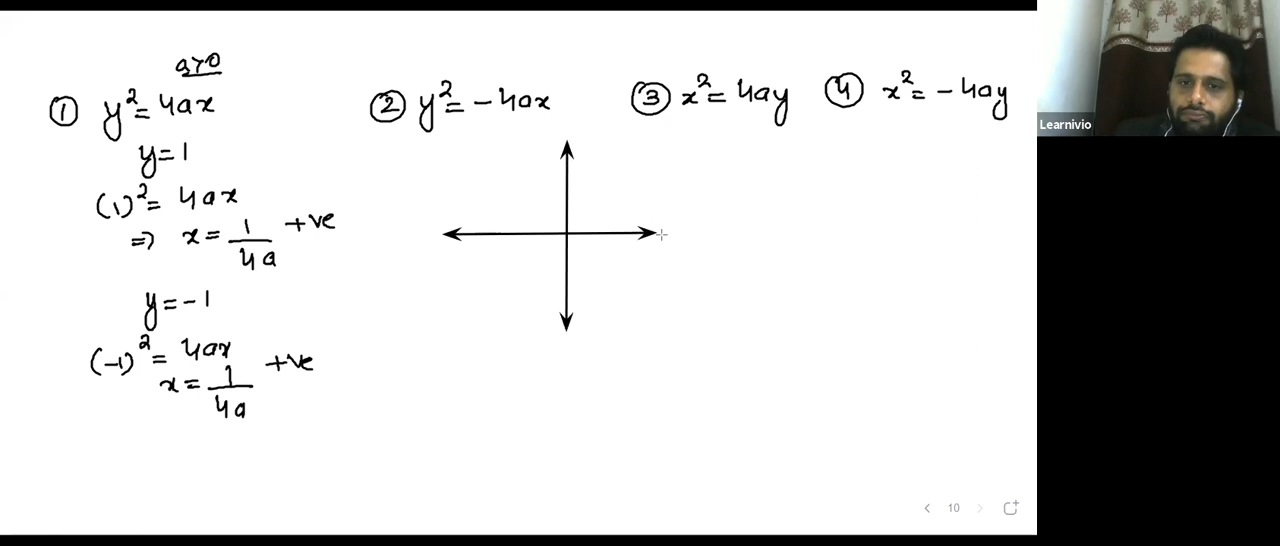 a>0
① y²= 4ax
② y²= -4ax
③ x²= 4ay
④ x²= -4ay
y=1
(1)²= 4ax
=> x= 1/4a +ve
y=-1
(-1)²= 4ax
x= 1/4a +ve
Learnivio
10